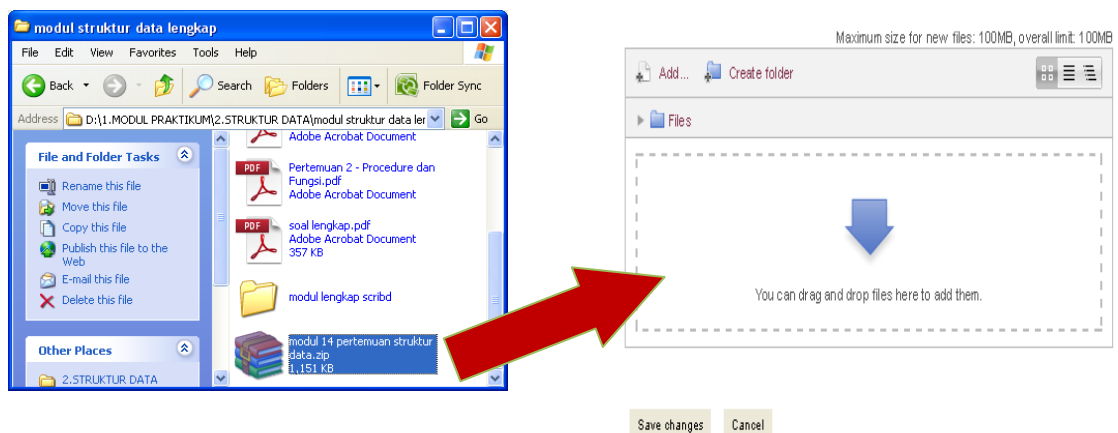 modul struktur data lengkap
File Edit View Favorites Tools Help
Back Search Folders Folder Sync
Address D:\1.MODUL PRAKTIKUM\2.STRUKTUR DATA\modul struktur data ler Go
File and Folder Tasks
Rename this file
Move this file
Copy this file
Publish this file to the
Web
E-mail this file
Delete this file
Other Places
2.STRUKTUR DATA
Adobe Acrobat Document
PDF
Pertemuan 2 - Procedure dan
Fungsi.pdf
Adobe Acrobat Document
PDF
soal lengkap.pdf
Adobe Acrobat Document
357 KB
modul lengkap scribd
modul 14 pertemuan struktur
data.zip
1,151 KB
Maximum size for new files: 100MB, overall limit: 100MB
Add... Create folder
Files
You can drag and drop files here to add them.
Save changes Cancel